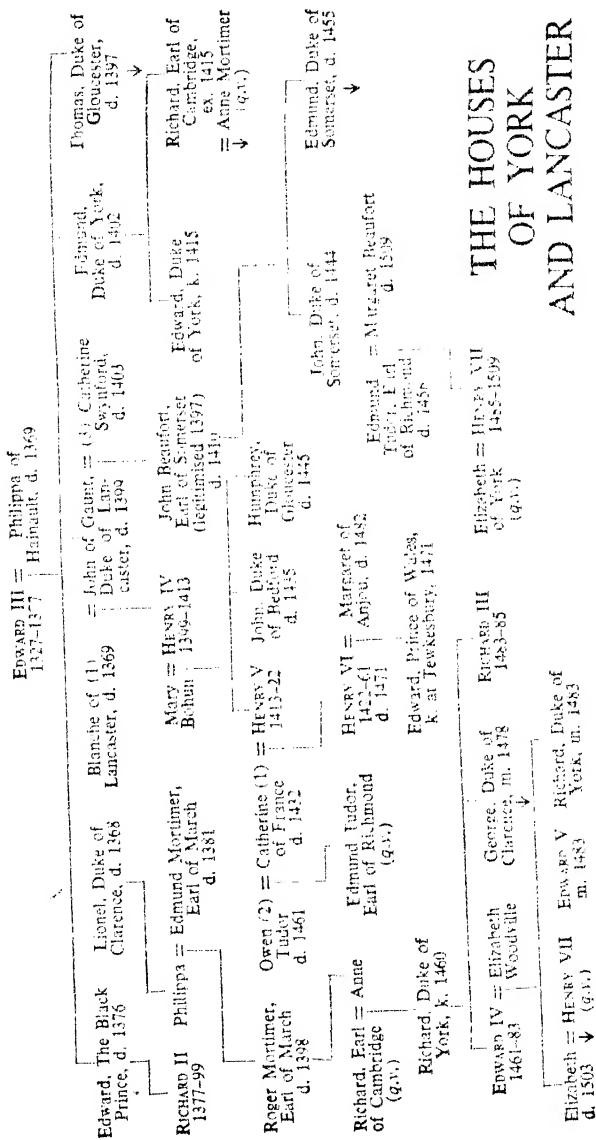 EDWARD III = Philippa of
1327–1377 Hainault, d. 1369
Edward, The Black
Prince, d. 1376
Lionel, Duke of
Clarence, d. 1368
Blanche of (1)
Lancaster, d. 1369
= John of Gaunt,
Duke of Lan-
caster, d. 1399
= (3) Catherine
Swynford,
d. 1403
Edmund,
Duke of York,
d. 1402
Thomas, Duke of
Gloucester,
d. 1397
RICHARD II
1377–99
Philippa = Edmund Mortimer,
Earl of March
d. 1381
Mary = HENRY IV
Bohun 1399–1413
John Beaufort,
Earl of Somerset
(legitimised 1397)
d. 1410
Edward, Duke
of York, k. 1415
Richard, Earl of
Cambridge,
ex. 1415
= Anne Mortimer
(q.v.)
Roger Mortimer,
Earl of March
d. 1398
Owen (2) = Catherine (1) = HENRY V
Tudor of France 1413–22
d. 1461 d. 1432
John, Duke
of Bedford
d. 1435
Humphrey,
Duke of
Gloucester
d. 1445
John, Duke of
Somerset, d. 1444
Edmund, Duke of
Somerset, d. 1455
Richard, Earl = Anne
of Cambridge
(q.v.)
Edmund Tudor,
Earl of Richmond
(q.v.)
HENRY VI = Margaret of
1422–61 Anjou, d. 1482
d. 1471
Edmund = Margaret Beaufort
Tudor, Earl d. 1509
of Richmond
d. 1456
Richard, Duke of
York, k. 1460
Edward, Prince of Wales,
k at Tewkesbury, 1471
EDWARD IV = Elizabeth
1461–83 Woodville
George, Duke of
Clarence, m. 1478
RICHARD III
1483–85
Elizabeth = HENRY VII
of York 1485–1509
(q.v.)
Elizabeth = HENRY VII
d. 1503 (q.v.)
EDWARD V
m. 1483
Richard, Duke of
York, m. 1483
THE HOUSES
OF YORK
AND LANCASTER